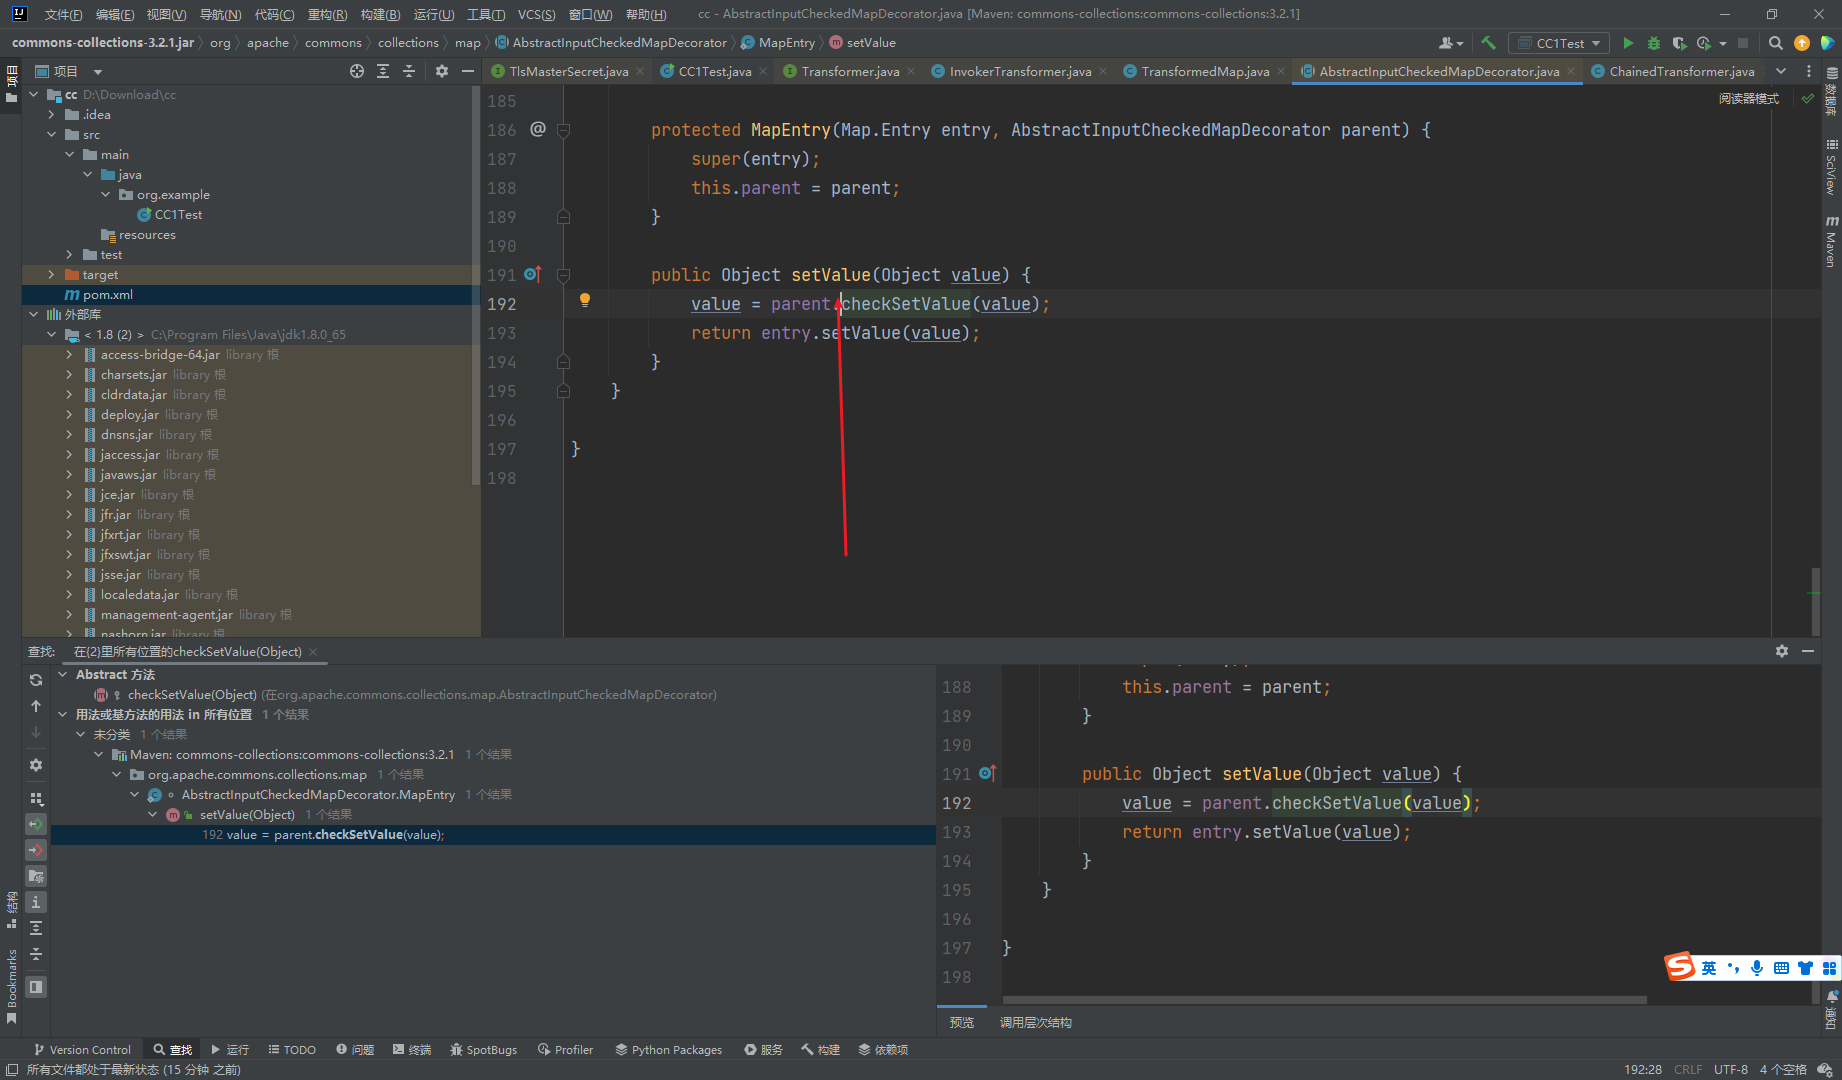 文件(F) 编辑(E) 视图(V) 导航(N) 代码(C) 重构(R) 构建(B) 运行(U) 工具(T) VCS(S) 窗口(W) 帮助(H) cc - AbstractInputCheckedMapDecorator.java [Maven: commons-collections:commons-collections:3.2.1]
commons-collections-3.2.1.jar org apache commons collections map AbstractInputCheckedMapDecorator MapEntry setValue CC1Test
项目
项目
TlsMasterSecret.java CC1Test.java Transformer.java InvokerTransformer.java TransformedMap.java AbstractInputCheckedMapDecorator.java ChainedTransformer.java
cc D:\Download\cc
.idea
src
main
java
org.example
CC1Test
resources
test
target
pom.xml
外部库
< 1.8 (2) > C:\Program Files\Java\jdk1.8.0_65
access-bridge-64.jar library 根
charsets.jar library 根
cldrdata.jar library 根
deploy.jar library 根
dnsns.jar library 根
jaccess.jar library 根
javaws.jar library 根
jce.jar library 根
jfr.jar library 根
jfxrt.jar library 根
jfxswt.jar library 根
jsse.jar library 根
localedata.jar library 根
management-agent.jar library 根
nashorn.jar library 根
阅读器模式
185
186 @ protected MapEntry(Map.Entry entry, AbstractInputCheckedMapDecorator parent) {
187 super(entry);
188 this.parent = parent;
189 }
190
191 public Object setValue(Object value) {
192 value = parent.checkSetValue(value);
193 return entry.setValue(value);
194 }
195 }
196
197 }
198
数据库
SciView
Maven
通知
查找: 在{2}里所有位置的checkSetValue(Object)
Abstract 方法
checkSetValue(Object) (在org.apache.commons.collections.map.AbstractInputCheckedMapDecorator)
用法或基方法的用法 in 所有位置 1 个结果
未分类 1 个结果
Maven: commons-collections:commons-collections:3.2.1 1 个结果
org.apache.commons.collections.map 1 个结果
AbstractInputCheckedMapDecorator.MapEntry 1 个结果
setValue(Object) 1 个结果
192 value = parent.checkSetValue(value);
188 this.parent = parent;
189 }
190
191 public Object setValue(Object value) {
192 value = parent.checkSetValue(value);
193 return entry.setValue(value);
194 }
195 }
196
197 }
198
预览 调用层次结构
结构
Bookmarks
英
Version Control 查找 运行 TODO 问题 终端 SpotBugs Profiler Python Packages 服务 构建 依赖项
所有文件都处于最新状态 (15 分钟 之前) 192:28 CRLF UTF-8 4 个空格